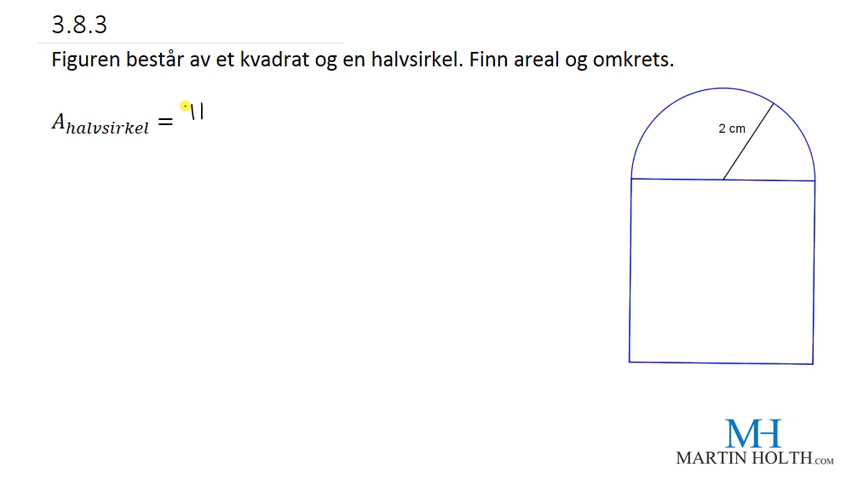 3.8.3
Figuren består av et kvadrat og en halvsirkel. Finn areal og omkrets.
A_halvsirkel =
2 cm
MH
MARTIN HOLTH.COM